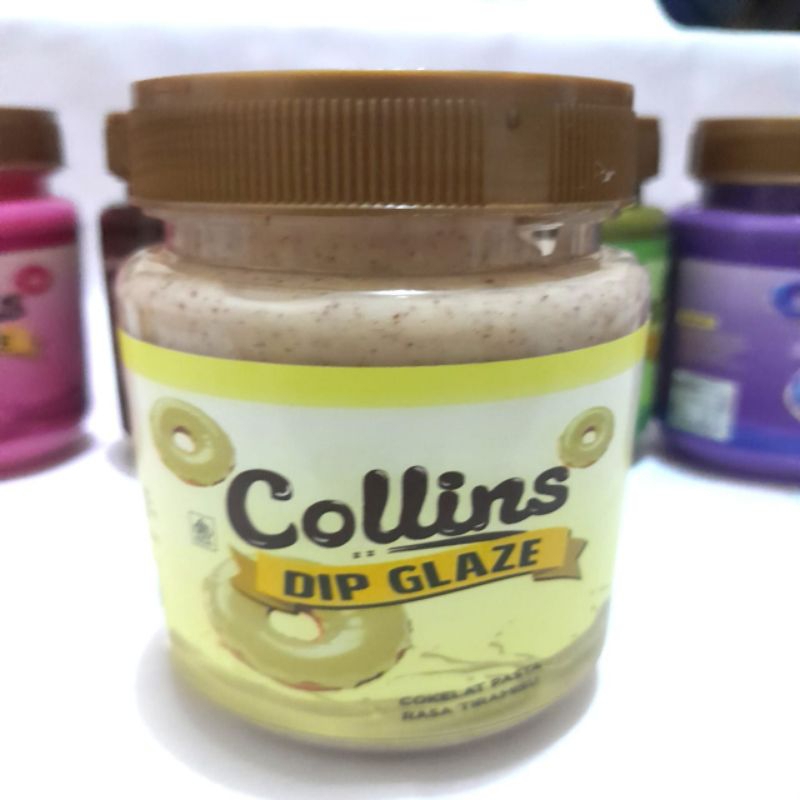 Collins
DIP GLAZE
COKELAT PASTA
RASA TIRAMISU